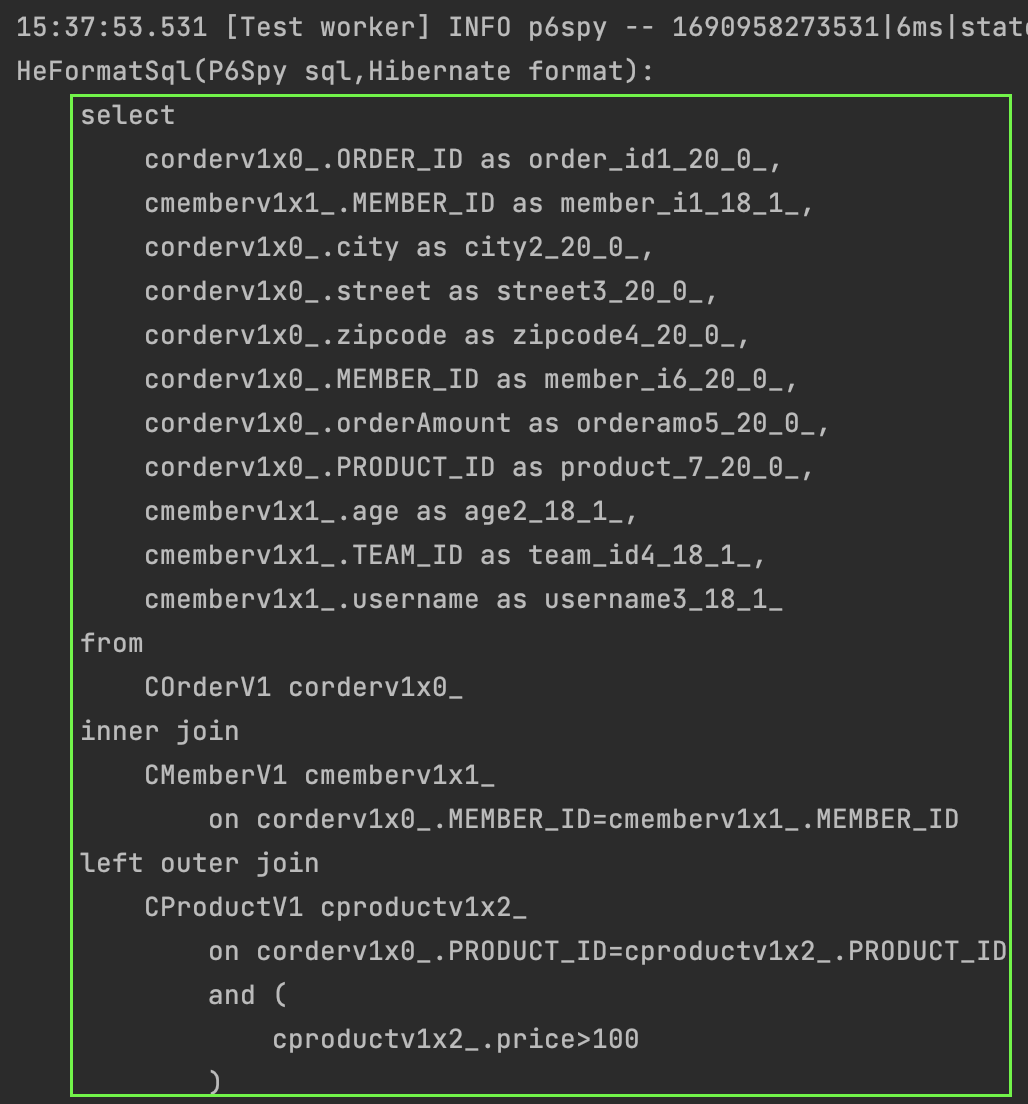 15:37:53.531 [Test worker] INFO p6spy -- 1690958273531|6ms|state
HeFormatSql(P6Spy sql,Hibernate format):
select
corderv1x0_.ORDER_ID as order_id1_20_0_,
cmemberv1x1_.MEMBER_ID as member_i1_18_1_,
corderv1x0_.city as city2_20_0_,
corderv1x0_.street as street3_20_0_,
corderv1x0_.zipcode as zipcode4_20_0_,
corderv1x0_.MEMBER_ID as member_i6_20_0_,
corderv1x0_.orderAmount as orderamo5_20_0_,
corderv1x0_.PRODUCT_ID as product_7_20_0_,
cmemberv1x1_.age as age2_18_1_,
cmemberv1x1_.TEAM_ID as team_id4_18_1_,
cmemberv1x1_.username as username3_18_1_
from
COrderV1 corderv1x0_
inner join
CMemberV1 cmemberv1x1_
on corderv1x0_.MEMBER_ID=cmemberv1x1_.MEMBER_ID
left outer join
CProductV1 cproductv1x2_
on corderv1x0_.PRODUCT_ID=cproductv1x2_.PRODUCT_ID
and (
cproductv1x2_.price>100
)